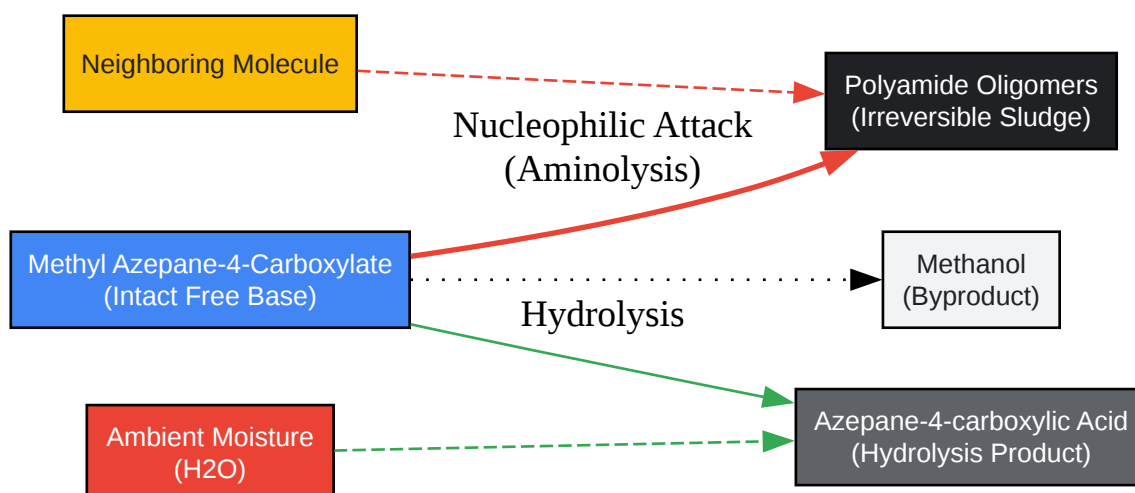 Neighboring Molecule
Polyamide Oligomers
(Irreversible Sludge)
Nucleophilic Attack
(Aminolysis)
Methyl Azepane-4-Carboxylate
(Intact Free Base)
Methanol
(Byproduct)
Hydrolysis
Ambient Moisture
(H2O)
Azepane-4-carboxylic Acid
(Hydrolysis Product)